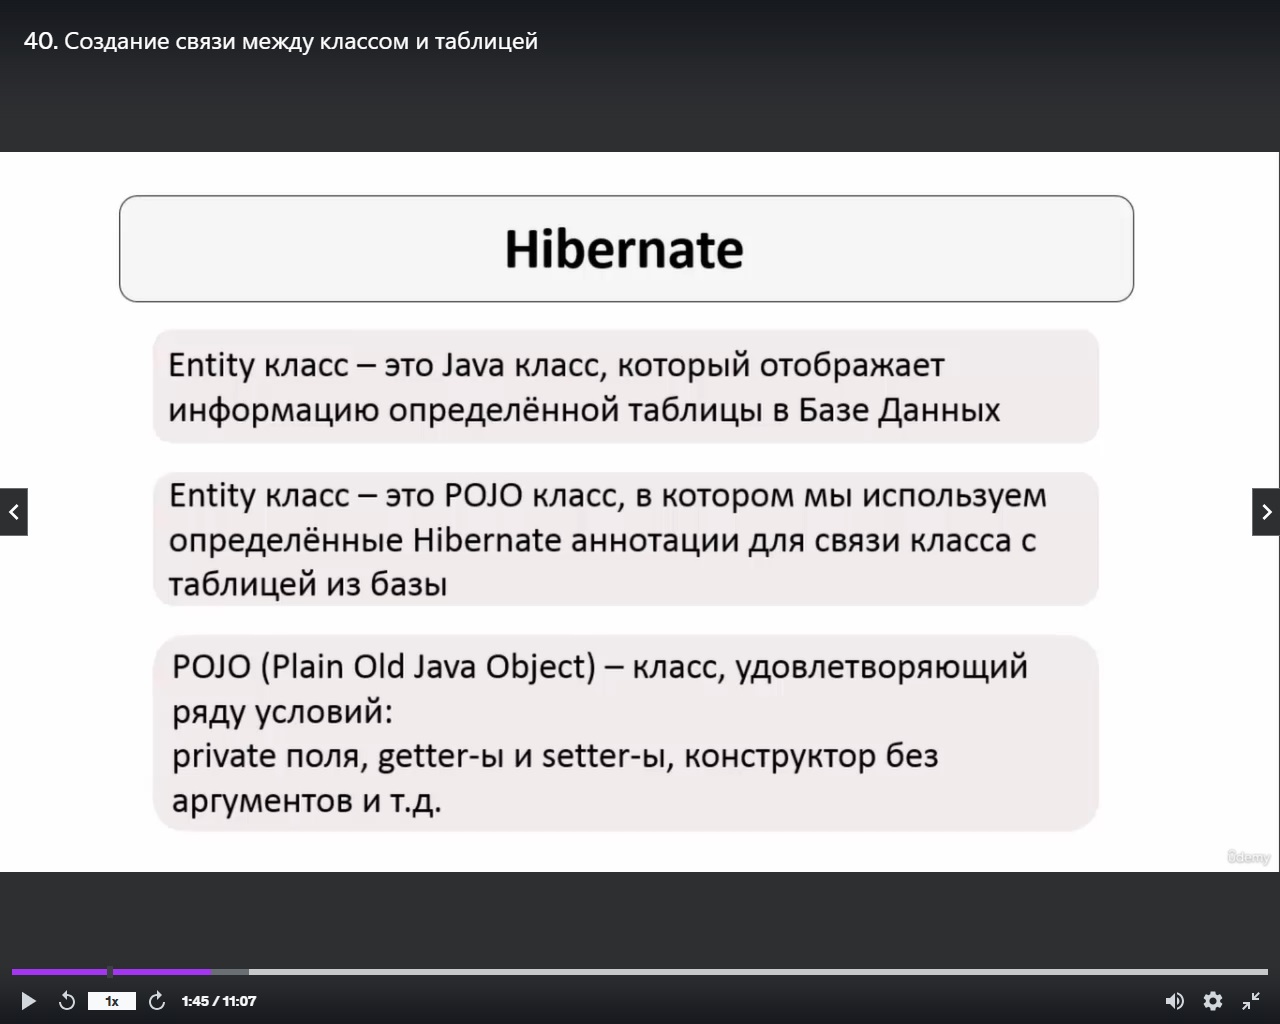 40. Создание связи между классом и таблицей
Hibernate
Entity класс – это Java класс, который отображает
информацию определённой таблицы в Базе Данных
Entity класс – это POJO класс, в котором мы используем
определённые Hibernate аннотации для связи класса с
таблицей из базы
POJO (Plain Old Java Object) – класс, удовлетворяющий
ряду условий:
private поля, getter-ы и setter-ы, конструктор без
аргументов и т.д.
ûdemy
1x
1:45 / 11:07